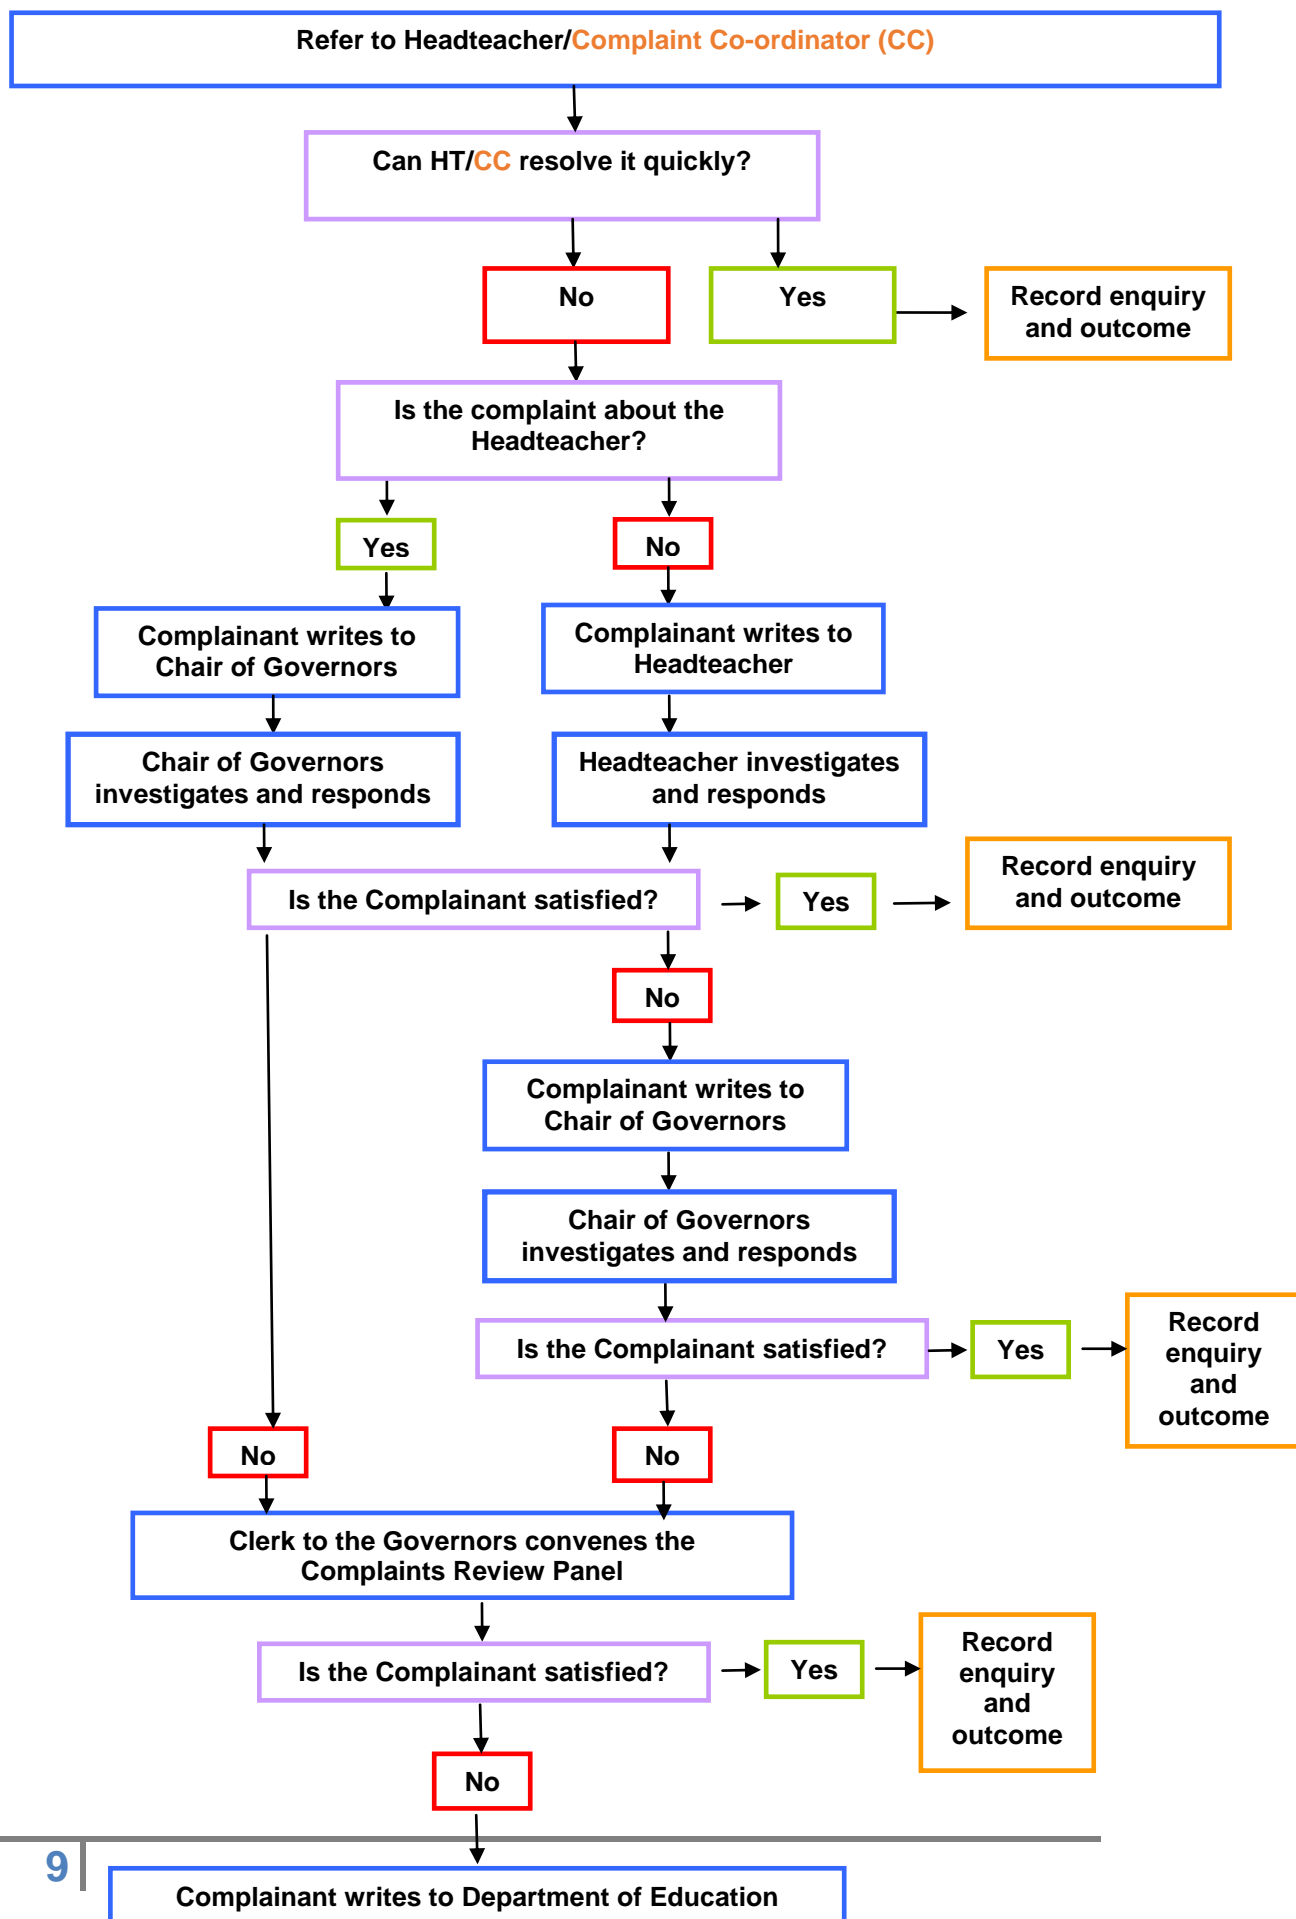 Refer to Headteacher/Complaint Co-ordinator (CC)
Can HT/CC resolve it quickly?
No
Yes
Record enquiry
and outcome
Is the complaint about the
Headteacher?
Yes
No
Complainant writes to
Chair of Governors
Complainant writes to
Headteacher
Chair of Governors
investigates and responds
Headteacher investigates
and responds
Is the Complainant satisfied?
Yes
Record enquiry
and outcome
No
Complainant writes to
Chair of Governors
Chair of Governors
investigates and responds
Is the Complainant satisfied?
Yes
Record
enquiry
and
outcome
No
No
Clerk to the Governors convenes the
Complaints Review Panel
Is the Complainant satisfied?
Yes
Record
enquiry
and
outcome
No
9
Complainant writes to Department of Education